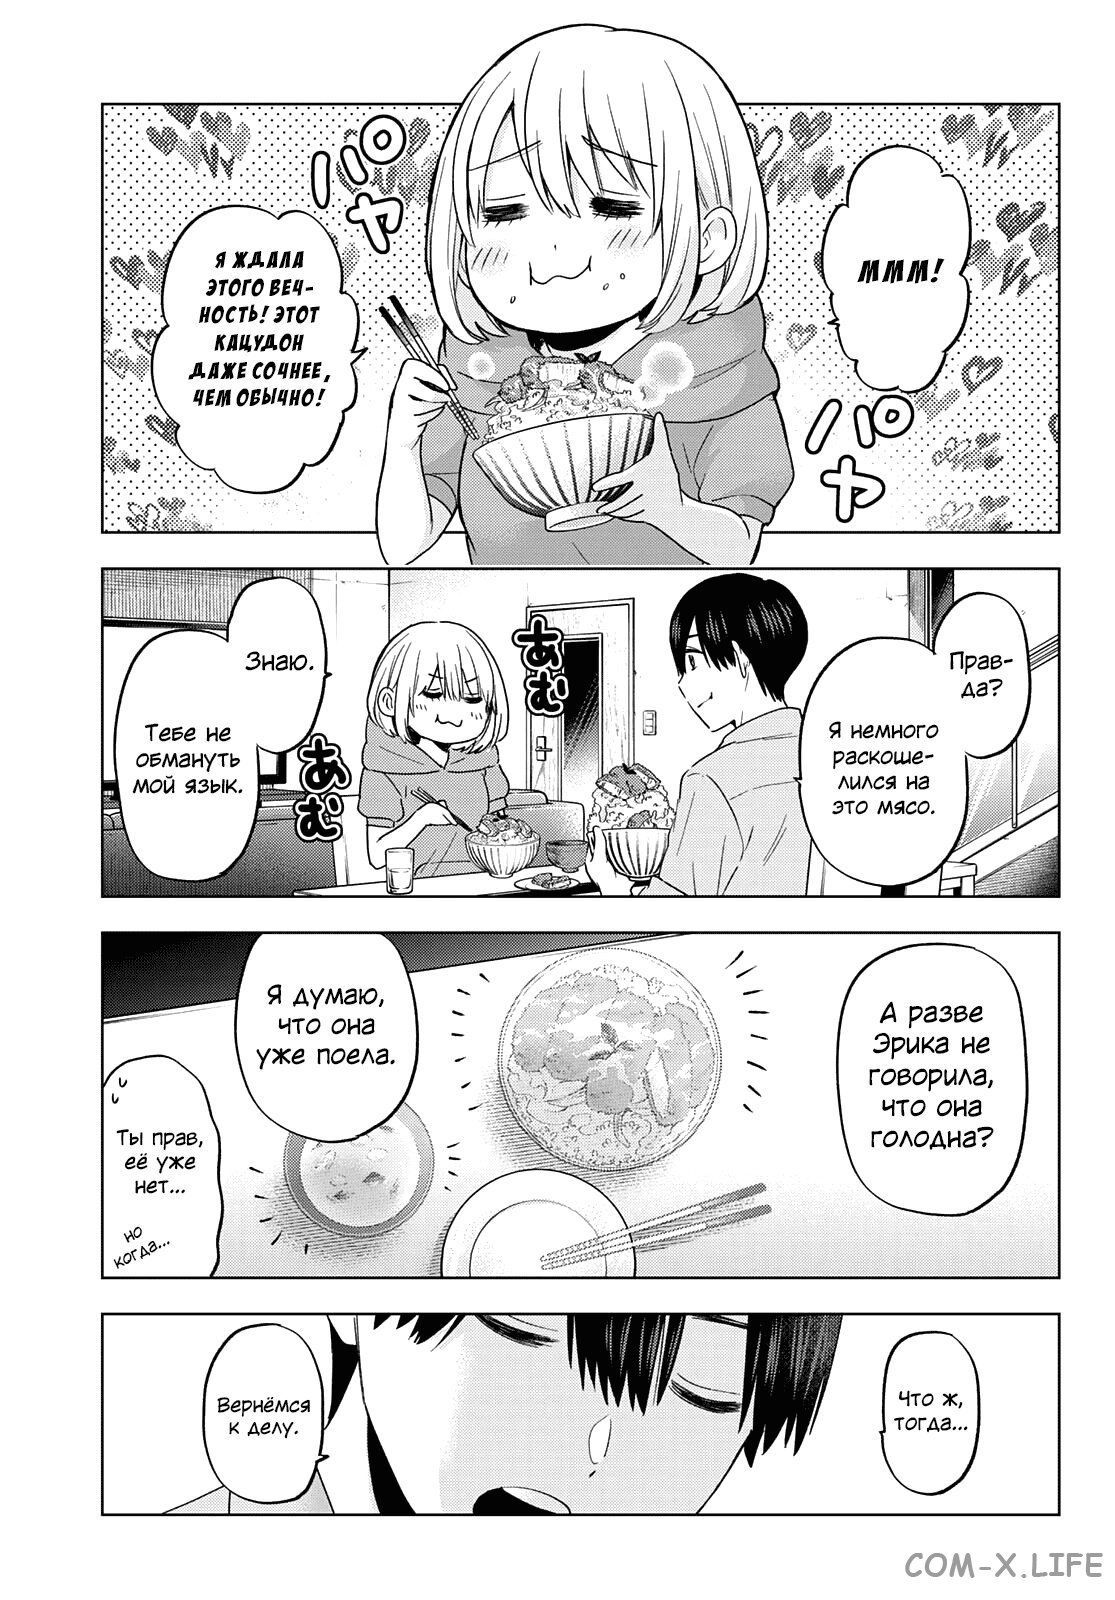 МММ!
Я ЖДАЛА
ЭТОГО ВЕЧ-
НОСТЬ! ЭТОТ
КАЦУДОН
ДАЖЕ СОЧНЕЕ,
ЧЕМ ОБЫЧНО!
パヤ
パヤ
Прав-
да?
Я немного
раскоше-
лился на
это мясо.
あむ
あむ
Знаю.
Тебе не
обмануть
мой язык.
А разве
Эрика не
говорила,
что она
голодна?
Я думаю,
что она
уже поела.
Ты прав,
её уже
нет...
но
когда...
Что ж,
тогда...
Вернёмся
к делу.
COM-X.LIFE